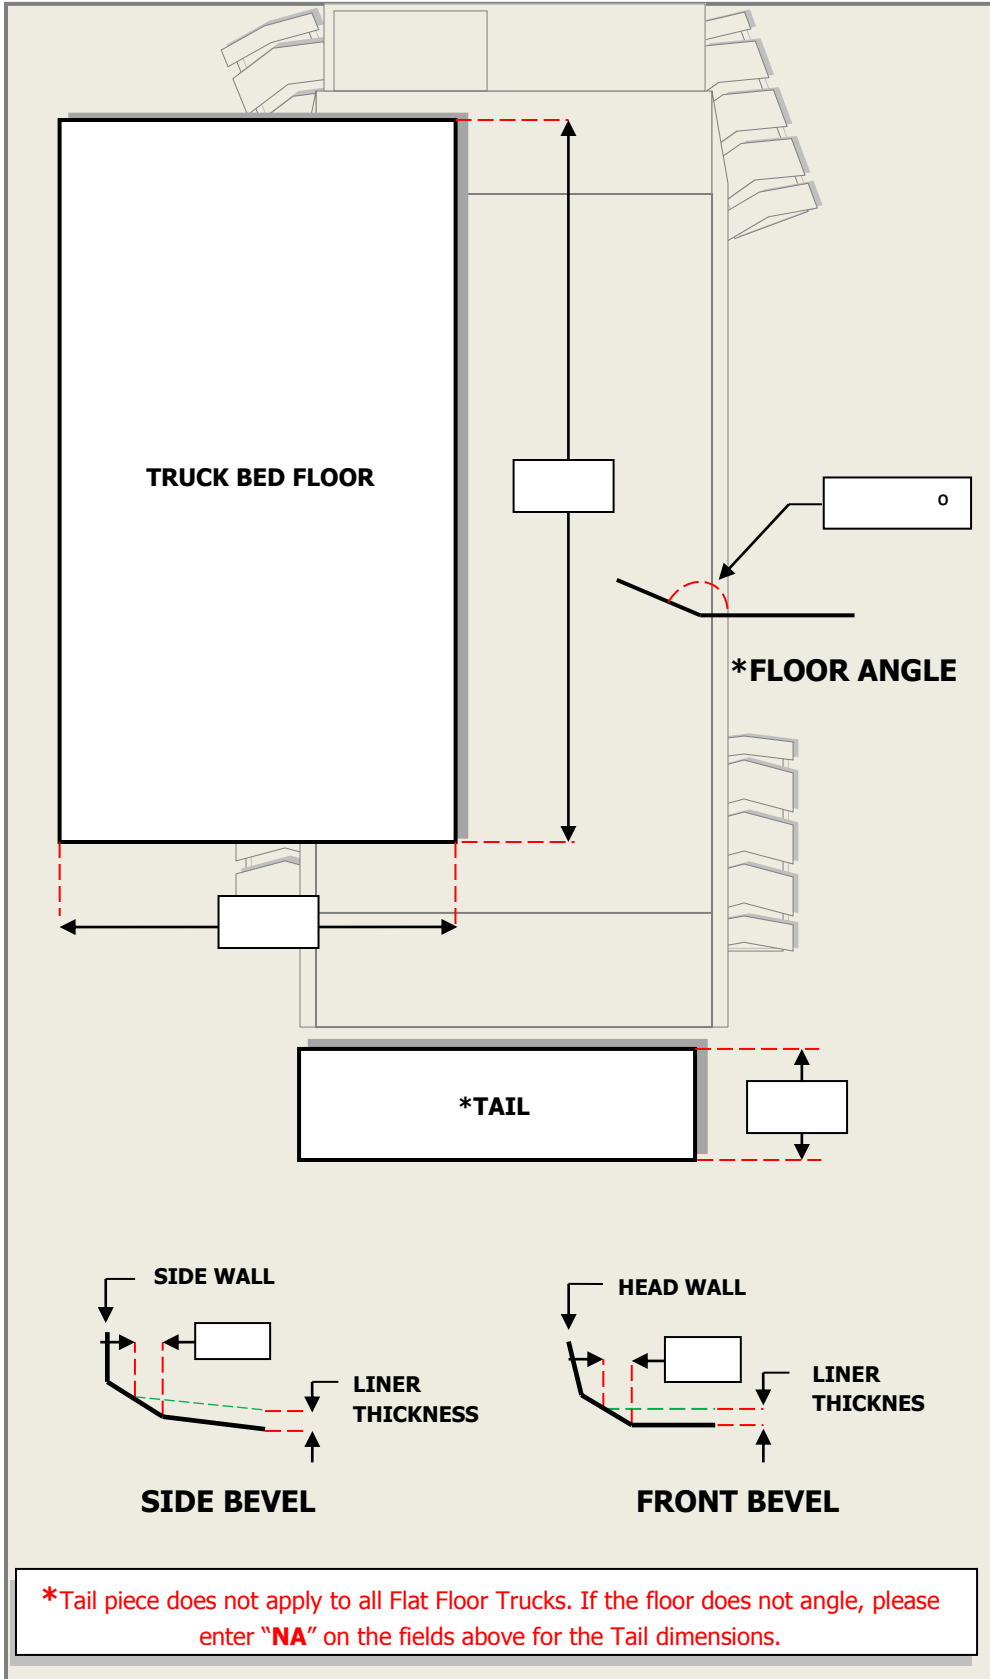 TRUCK BED FLOOR
o
*FLOOR ANGLE
*TAIL
SIDE WALL
LINER
THICKNESS
SIDE BEVEL
HEAD WALL
LINER
THICKNES
FRONT BEVEL
*Tail piece does not apply to all Flat Floor Trucks. If the floor does not angle, please
enter “NA” on the fields above for the Tail dimensions.